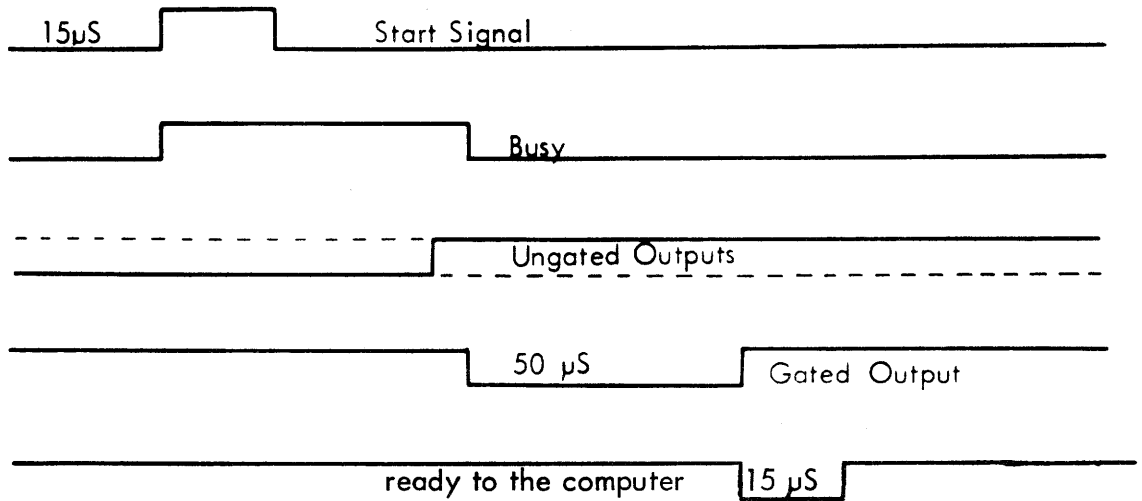 15µS Start Signal
Busy
Ungated Outputs
50 µS Gated Output
ready to the computer 15 µS